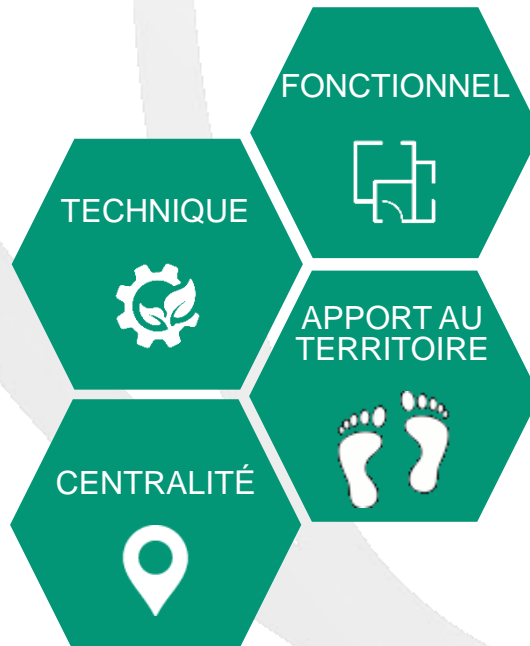 FONCTIONNEL
TECHNIQUE
APPORT AU
TERRITOIRE
CENTRALITÉ